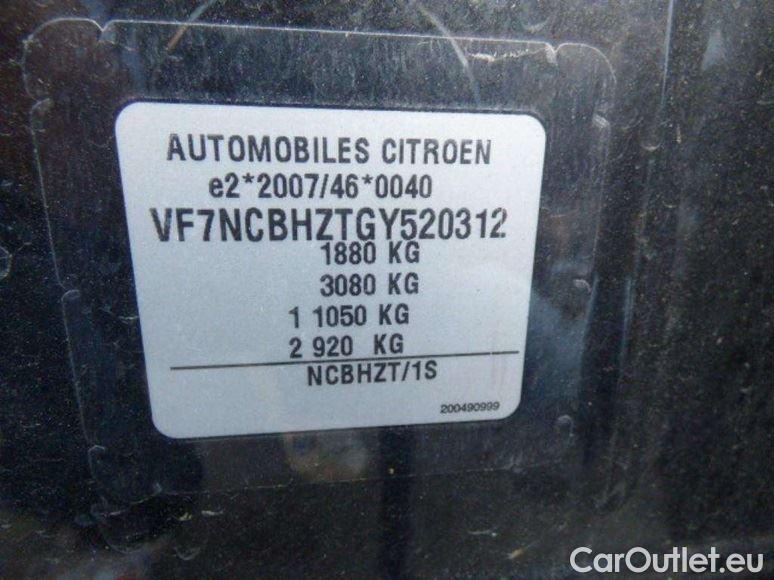 AUTOMOBILES CITROEN
e2*2007/46*0040
VF7NCBHZTGY520312
1880 KG
3080 KG
1 1050 KG
2 920 KG
NCBHZT/1S
200490999
CarOutlet.eu